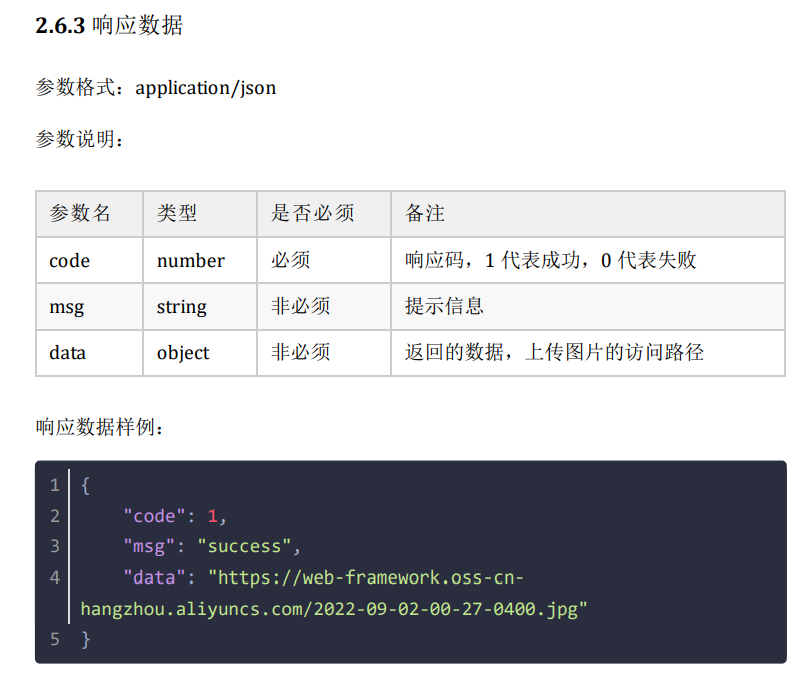 2.6.3 响应数据
参数格式：application/json
参数说明：
参数名 类型 是否必须 备注
code number 必须 响应码，1 代表成功，0 代表失败
msg string 非必须 提示信息
data object 非必须 返回的数据，上传图片的访问路径
响应数据样例：
1 {
2 "code": 1,
3 "msg": "success",
4 "data": "https://web-framework.oss-cn-
hangzhou.aliyuncs.com/2022-09-02-00-27-0400.jpg"
5 }